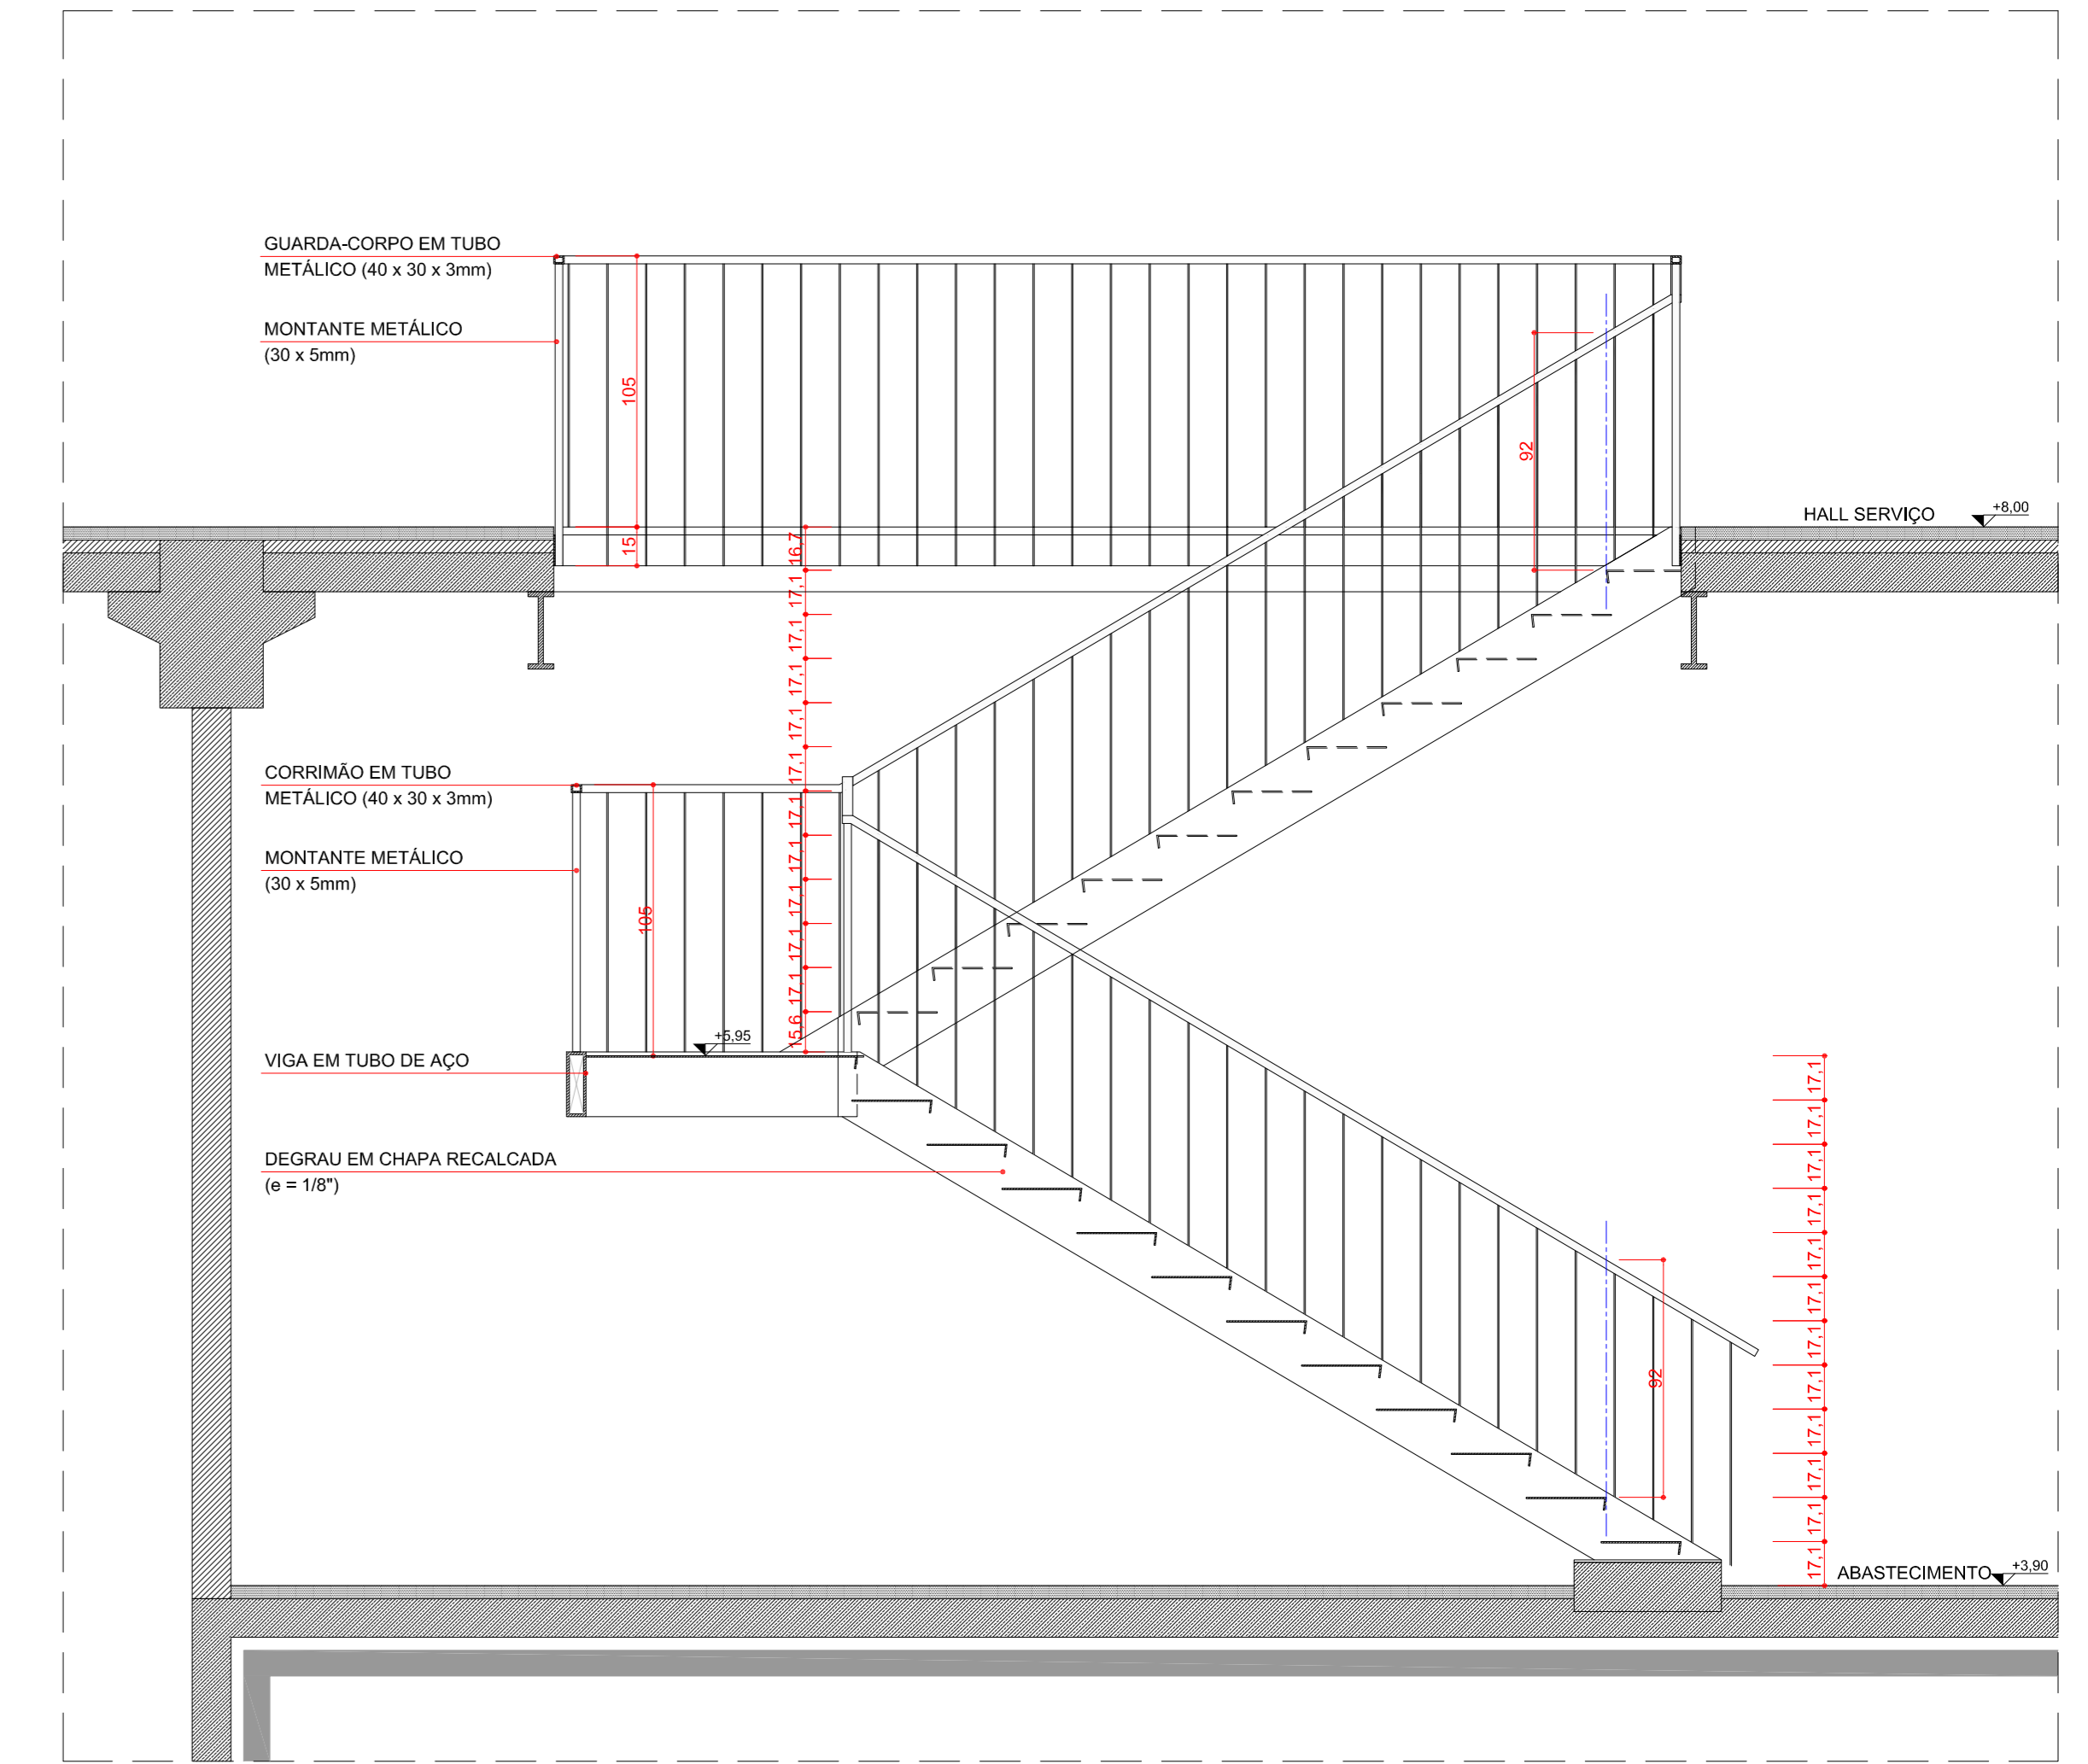 GUARDA-CORPO EM TUBO
METÁLICO (40 x 30 x 3mm)
MONTANTE METÁLICO
(30 x 5mm)
105
92
HALL SERVIÇO
+8,00
15
16,7
17,1
17,1
17,1
17,1
17,1
17,1
17,1
17,1
17,1
17,1
15,6
CORRIMÃO EM TUBO
METÁLICO (40 x 30 x 3mm)
MONTANTE METÁLICO
(30 x 5mm)
105
+5,95
VIGA EM TUBO DE AÇO
DEGRAU EM CHAPA RECALCADA
(e = 1/8")
92
17,1
17,1
17,1
17,1
17,1
17,1
17,1
17,1
17,1
17,1
17,1
17,1
ABASTECIMENTO
+3,90